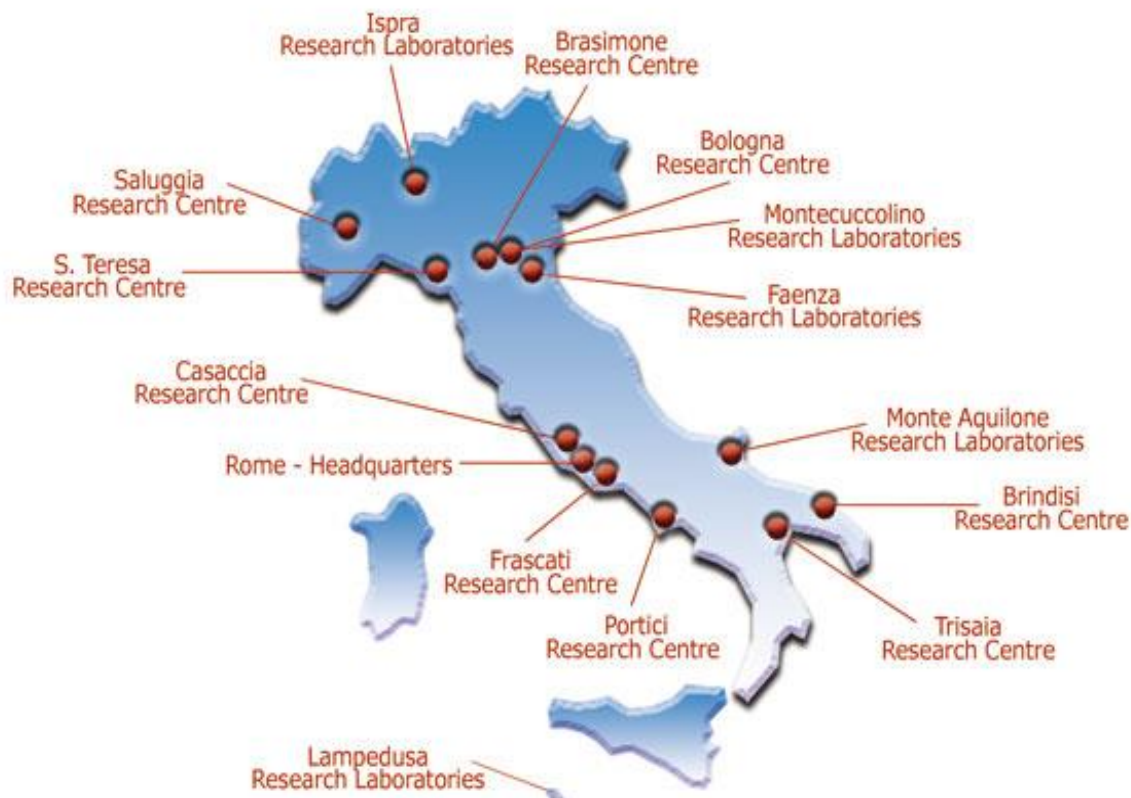 Ispra
Research Laboratories
Brasimone
Research Centre
Bologna
Research Centre
Saluggia
Research Centre
Montecuccolino
Research Laboratories
S. Teresa
Research Centre
Faenza
Research Laboratories
Casaccia
Research Centre
Monte Aquilone
Research Laboratories
Rome - Headquarters
Brindisi
Research Centre
Frascati
Research Centre
Portici
Research Centre
Trisaia
Research Centre
Lampedusa
Research Laboratories